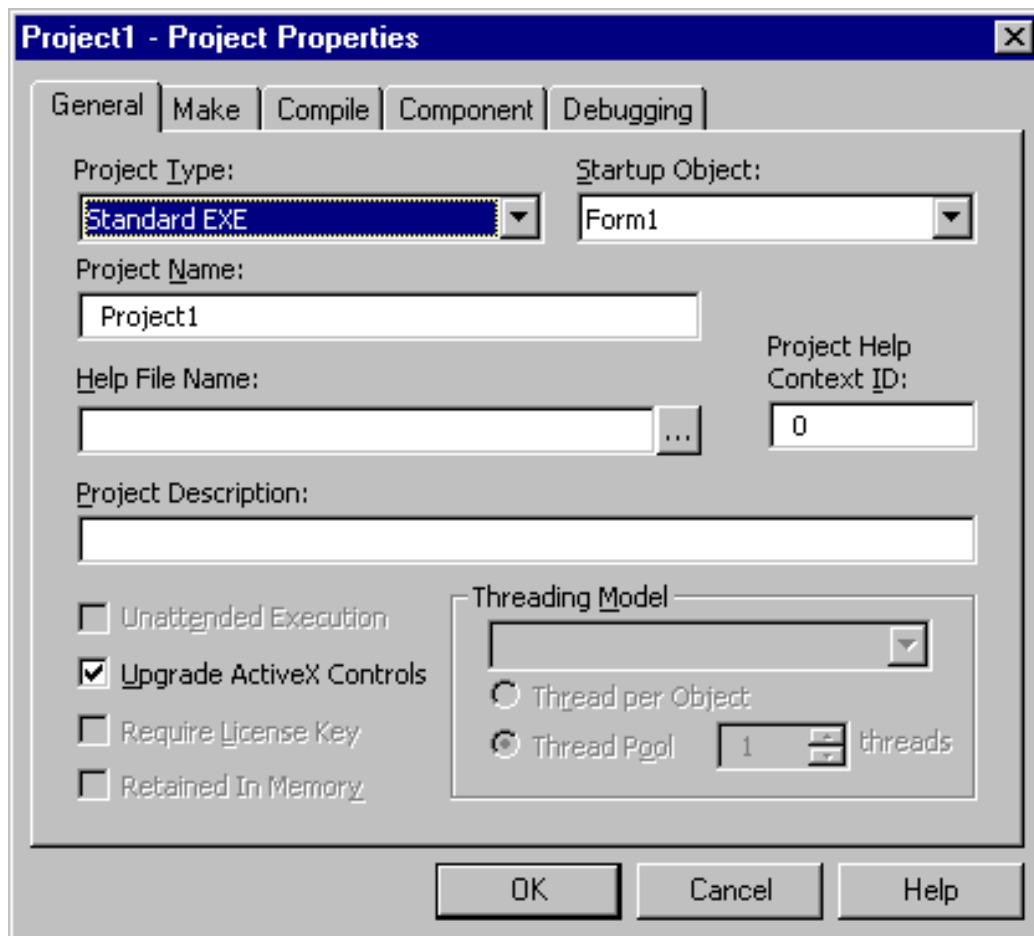 Project1 - Project Properties
General Make Compile Component Debugging
Project Type: Startup Object:
Standard EXE Form1
Project Name:
Project1
Project Help
Help File Name: Context ID:
... 0
Project Description:
Unattended Execution Threading Model
Upgrade ActiveX Controls
Require License Key Thread per Object
Retained In Memory Thread Pool 1 threads
OK Cancel Help